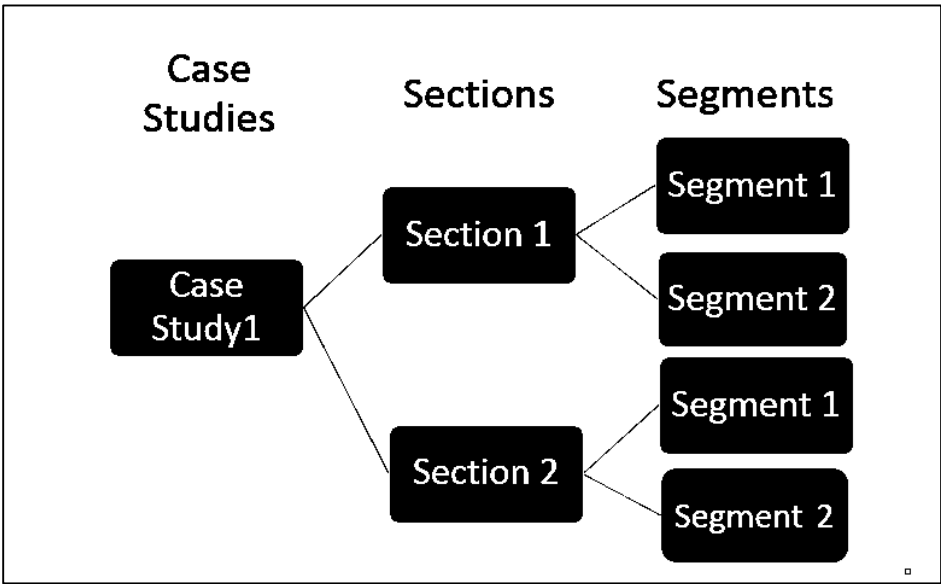 Case
Studies
Sections
Segments
Case
Study1
Section 1
Segment 1
Segment 2
Section 2
Segment 1
Segment 2